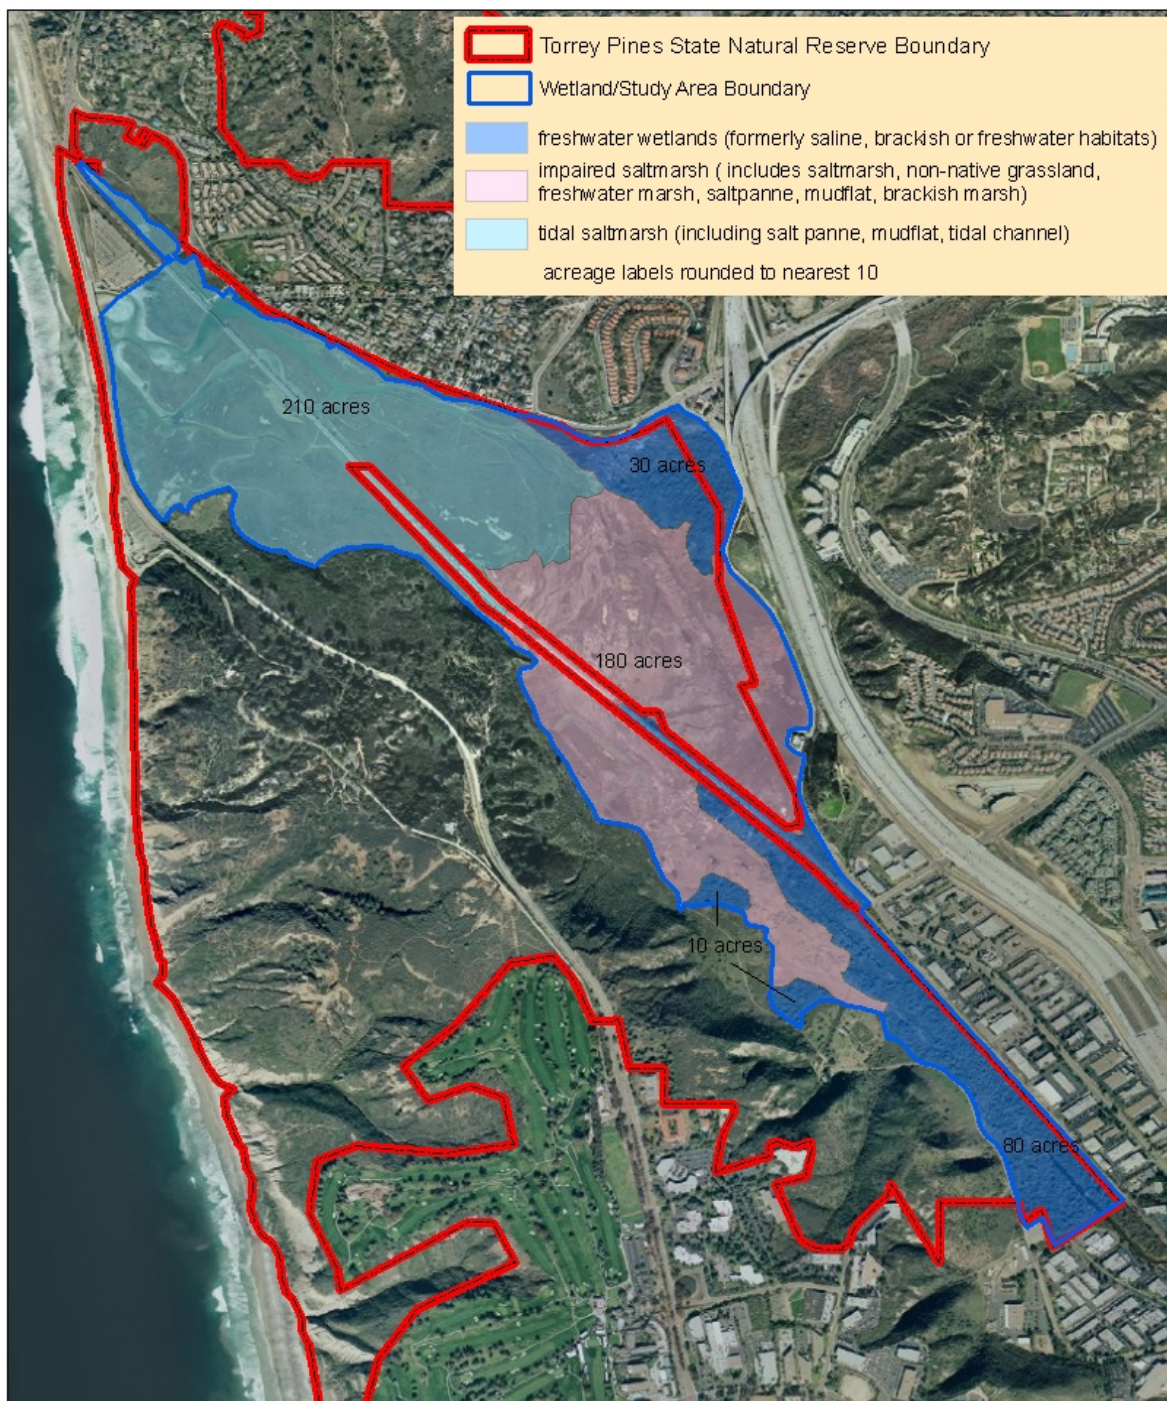 Torrey Pines State Natural Reserve Boundary
Wetland/Study Area Boundary
freshwater wetlands (formerly saline, brackish or freshwater habitats)
impaired saltmarsh ( includes saltmarsh, non-native grassland,
freshwater marsh, saltpanne, mudflat, brackish marsh)
tidal saltmarsh (including salt panne, mudflat, tidal channel)
acreage labels rounded to nearest 10
210 acres
30 acres
180 acres
10 acres
80 acres